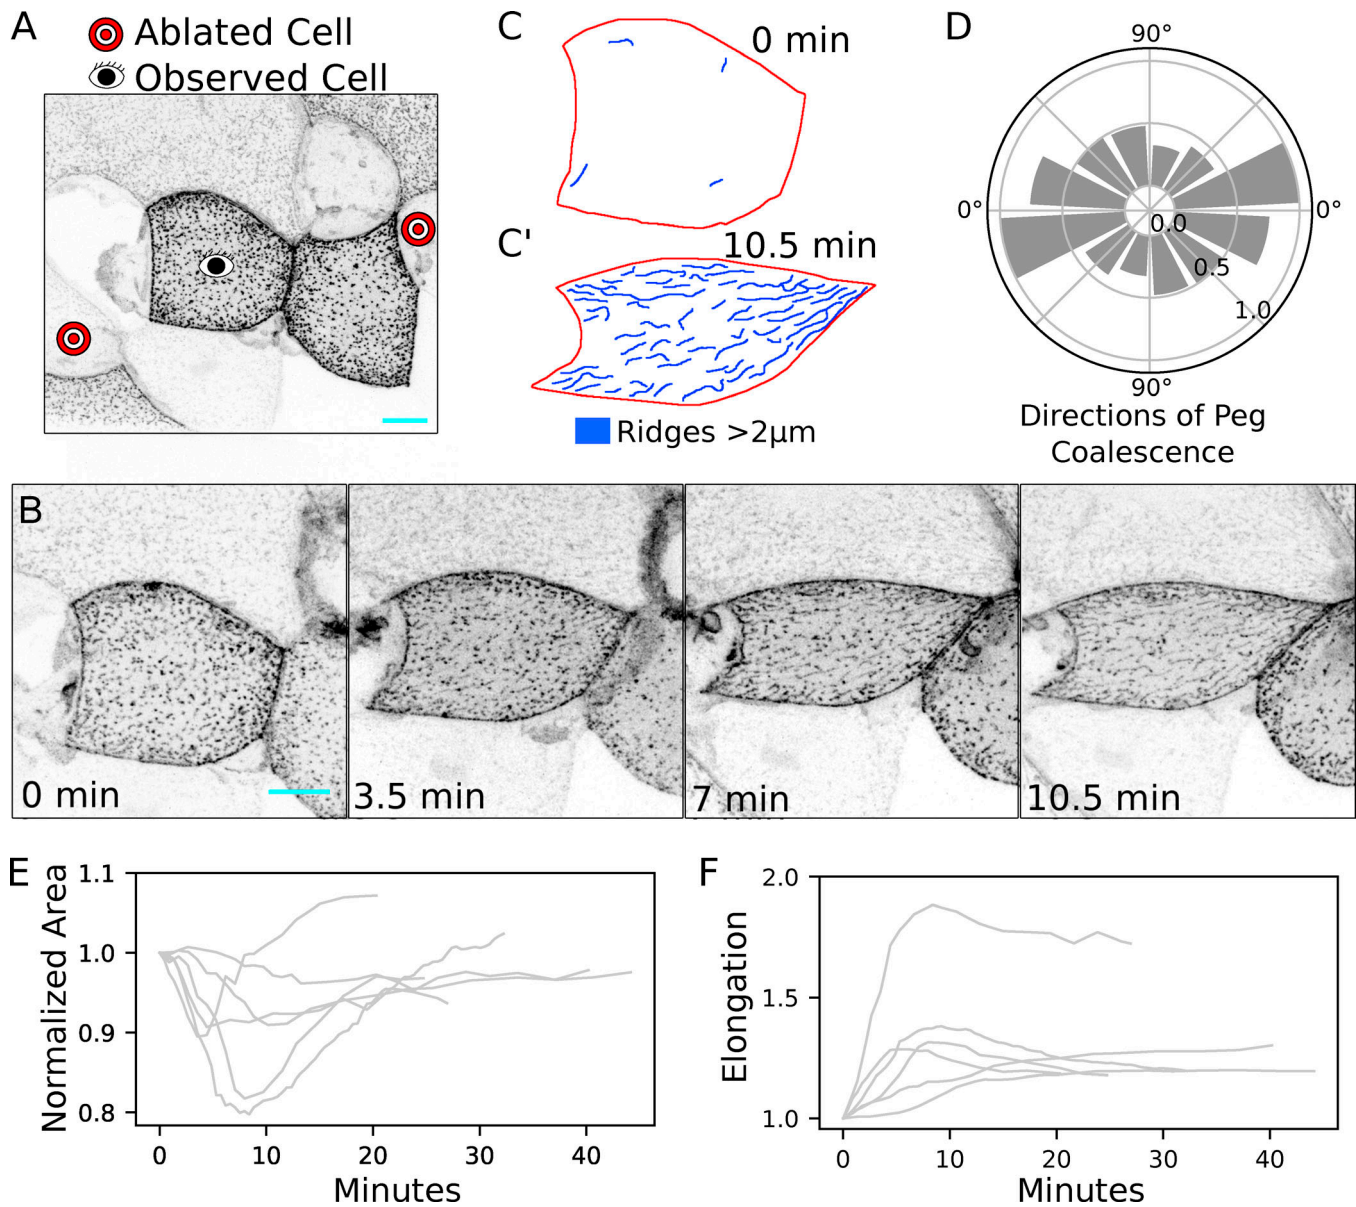 A
Ablated Cell
Observed Cell
C
0 min
C'
10.5 min
Ridges >2µm
D
90°
0°
0°
0.0
0.5
1.0
90°
Directions of Peg
Coalescence
B
0 min
3.5 min
7 min
10.5 min
E
Normalized Area
1.1
1.0
0.9
0.8
0
10
20
30
40
Minutes
F
Elongation
2.0
1.5
1.0
0
10
20
30
40
Minutes